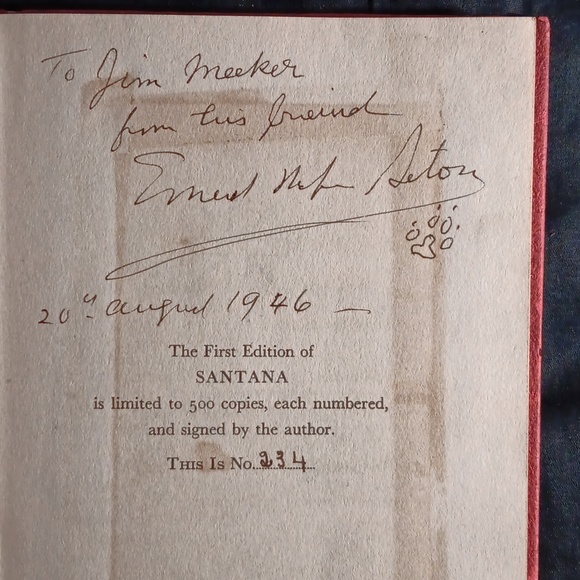 To Jim Meeker
from his friend
Ernest Thompson Seton
20th August 1946 —
The First Edition of
SANTANA
is limited to 500 copies, each numbered,
and signed by the author.
THIS IS No. 234